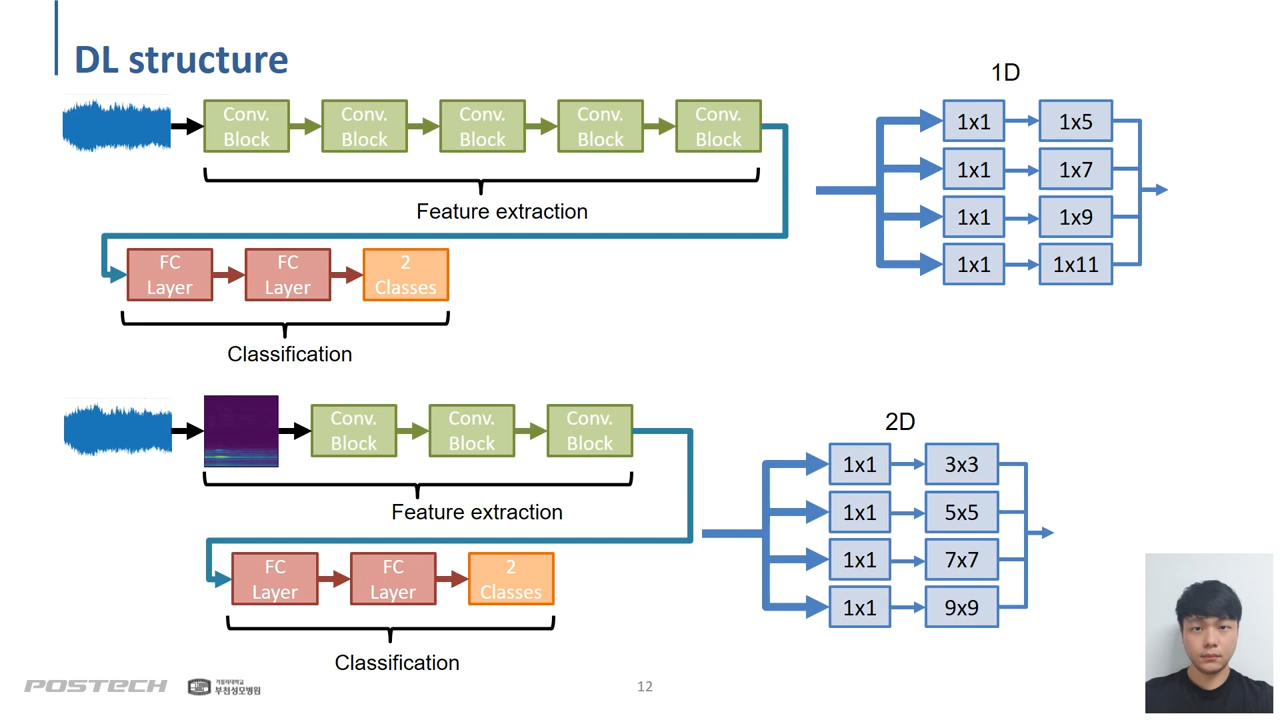 DL structure
Conv.
Block
Conv.
Block
Conv.
Block
Conv.
Block
Conv.
Block
Feature extraction
FC
Layer
FC
Layer
2
Classes
Classification
1D
1x1
1x5
1x1
1x7
1x1
1x9
1x1
1x11
Conv.
Block
Conv.
Block
Conv.
Block
Feature extraction
FC
Layer
FC
Layer
2
Classes
Classification
2D
1x1
3x3
1x1
5x5
1x1
7x7
1x1
9x9
POSTECH
가톨릭대학교
부천성모병원
12